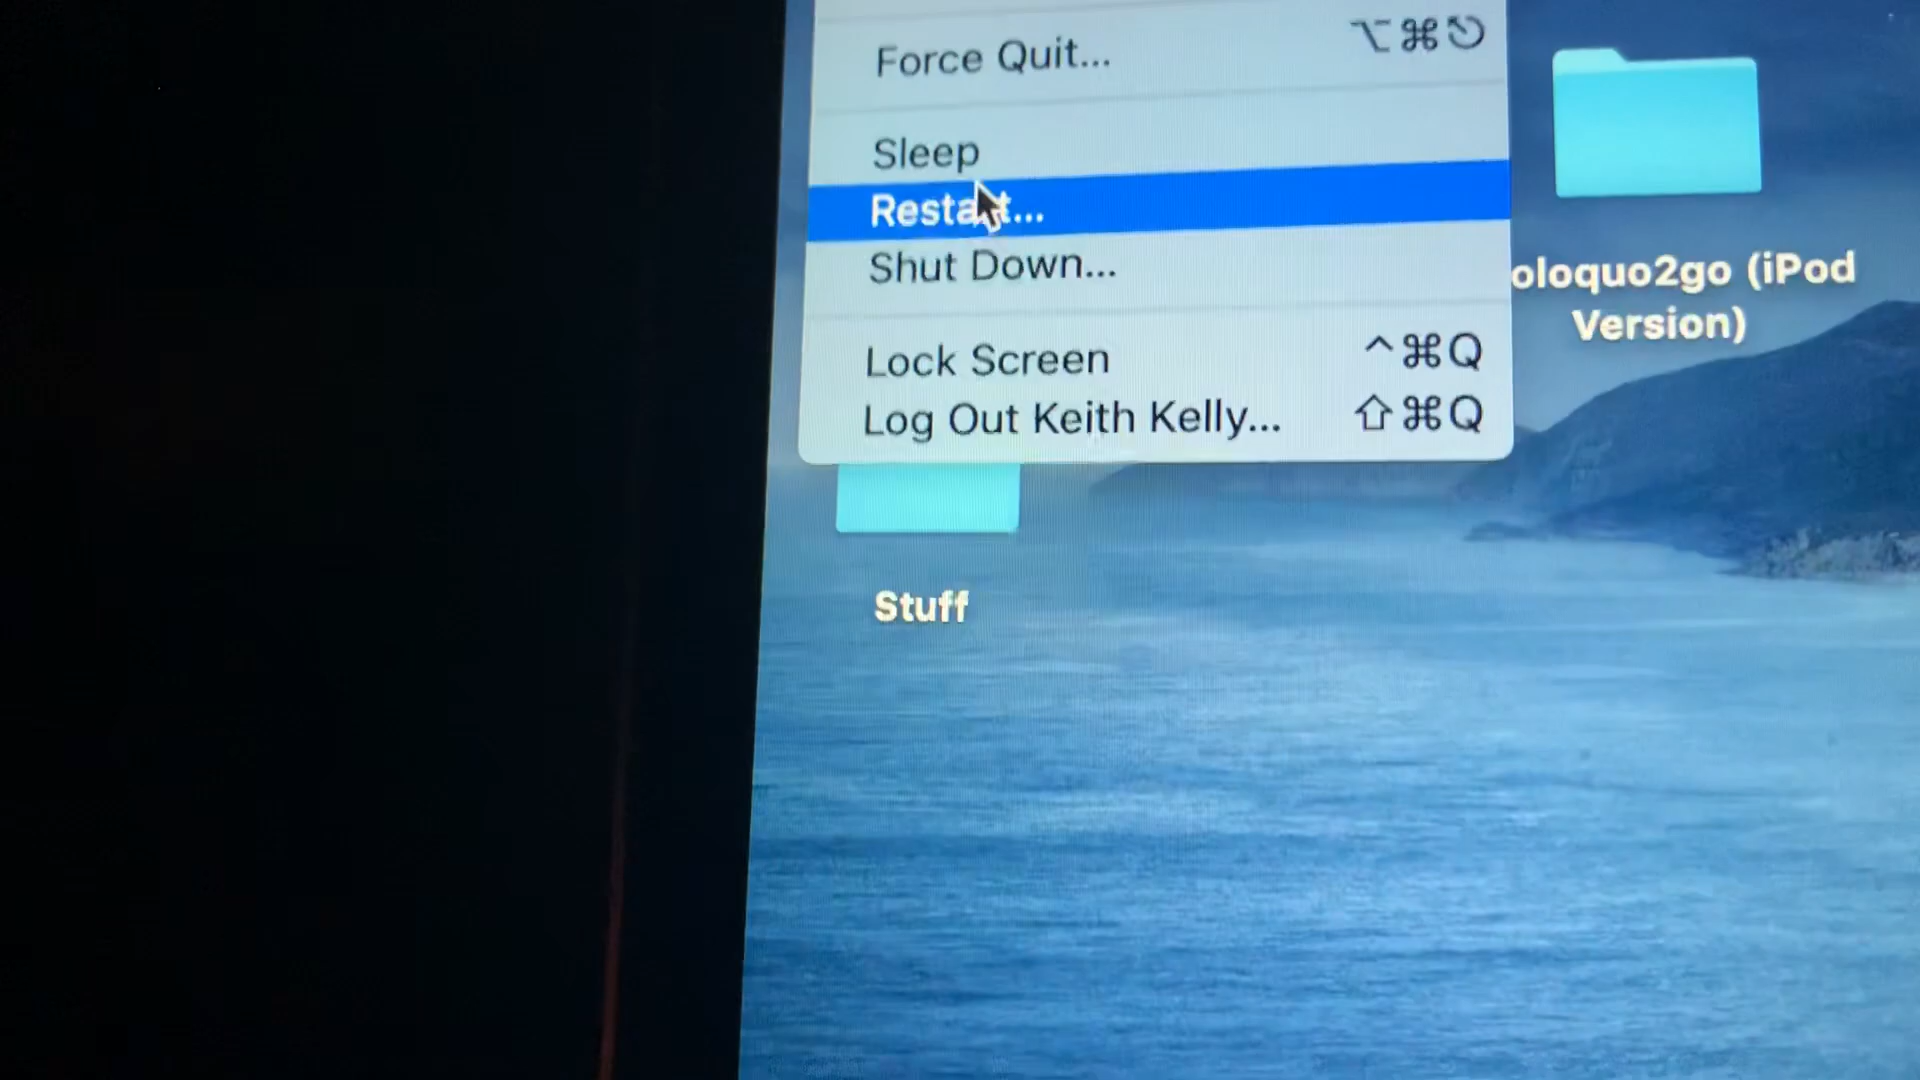 Force Quit... ⌥⌘⎋
Sleep
Restart...
Shut Down...
Lock Screen ^⌘Q
Log Out Keith Kelly... ⇧⌘Q
oloquo2go (iPod
Version)
Stuff